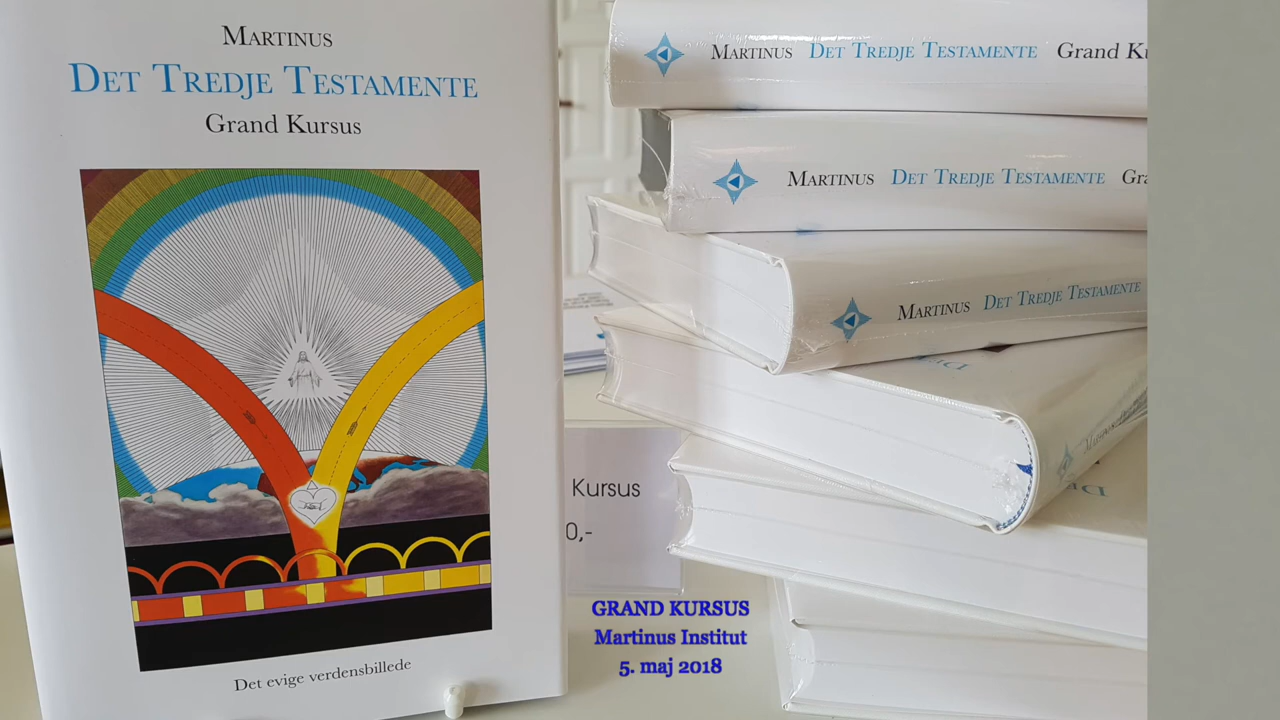 MARTINUS
DET TREDJE TESTAMENTE
Grand Kursus
Det evige verdensbillede
MARTINUS DET TREDJE TESTAMENTE Grand
MARTINUS DET TREDJE TESTAMENTE
MARTINUS DET TREDJE TESTAMENTE
Kursus
0,-
GRAND KURSUS
Martinus Institut
5. maj 2018